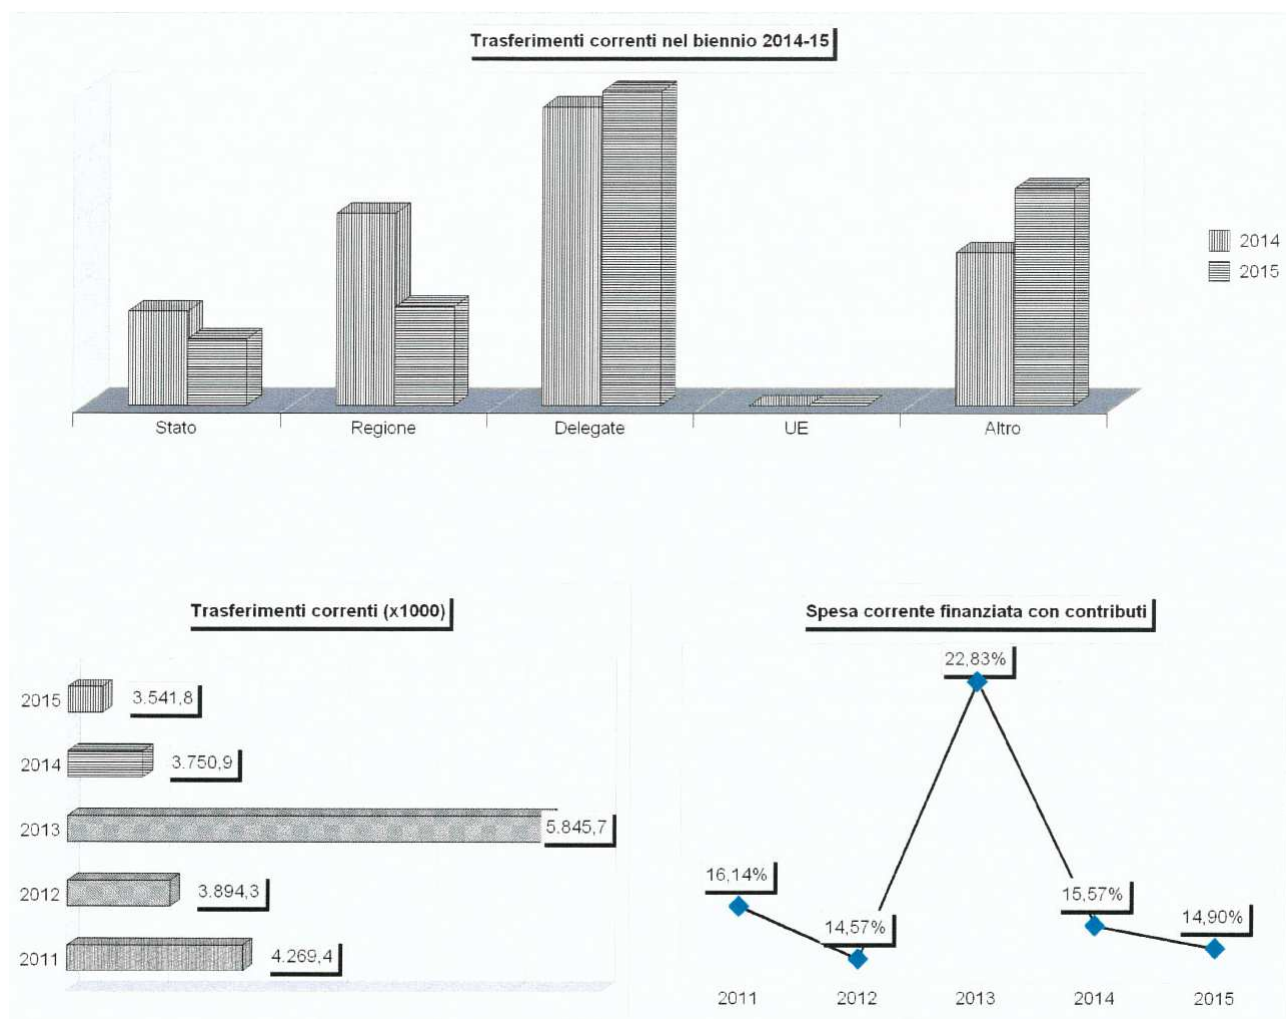 Trasferimenti correnti nel biennio 2014-15
2014
2015
Stato Regione Delegate UE Altro
Trasferimenti correnti (x1000)
2015 3.541,8
2014 3.750,9
2013 5.845,7
2012 3.894,3
2011 4.269,4
Spesa corrente finanziata con contributi
22,83%
16,14%
15,57%
14,90%
14,57%
2011 2012 2013 2014 2015